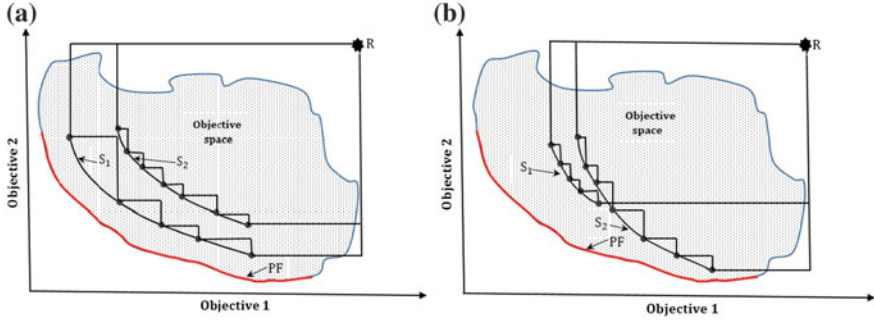 (a)
R
Objective
space
S1
S2
Objective 2
PF
Objective 1
(b)
R
Objective
space
S1
S2
Objective 2
PF
Objective 1